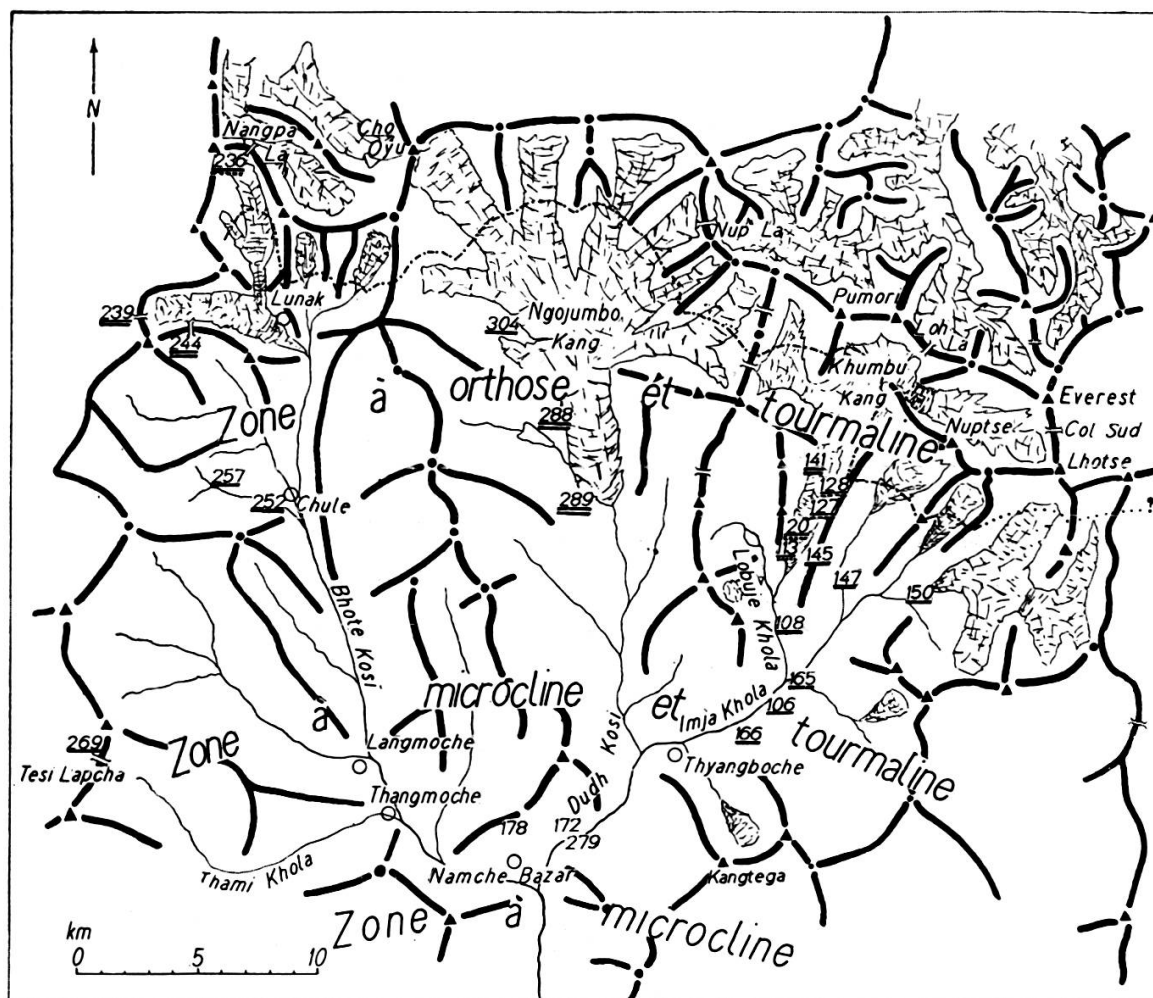 N
Nangpa
La
236
Cho
Oyu
Nup La
Lunak
239
244
Pumori
Ngojumbo
Kang
304
Loh
La
Khumbu
Kang
Everest
Zone à orthose et tourmaline
288
Nuptse
Col Sud
Lhotse
141
128
127
257
252
Chule
289
?
20
13
145
147
150
Bhote Kosi
Lobuje Khola
108
165
Zone à microcline et tourmaline
Imja Khola
106
166
269
Tesi Lapcha
Langmoche
Thyangboche
Dudh Kosi
Thangmoche
178
172
279
Thami Khola
Namche Bazar
Kangtega
Zone à microcline
km
0 5 10